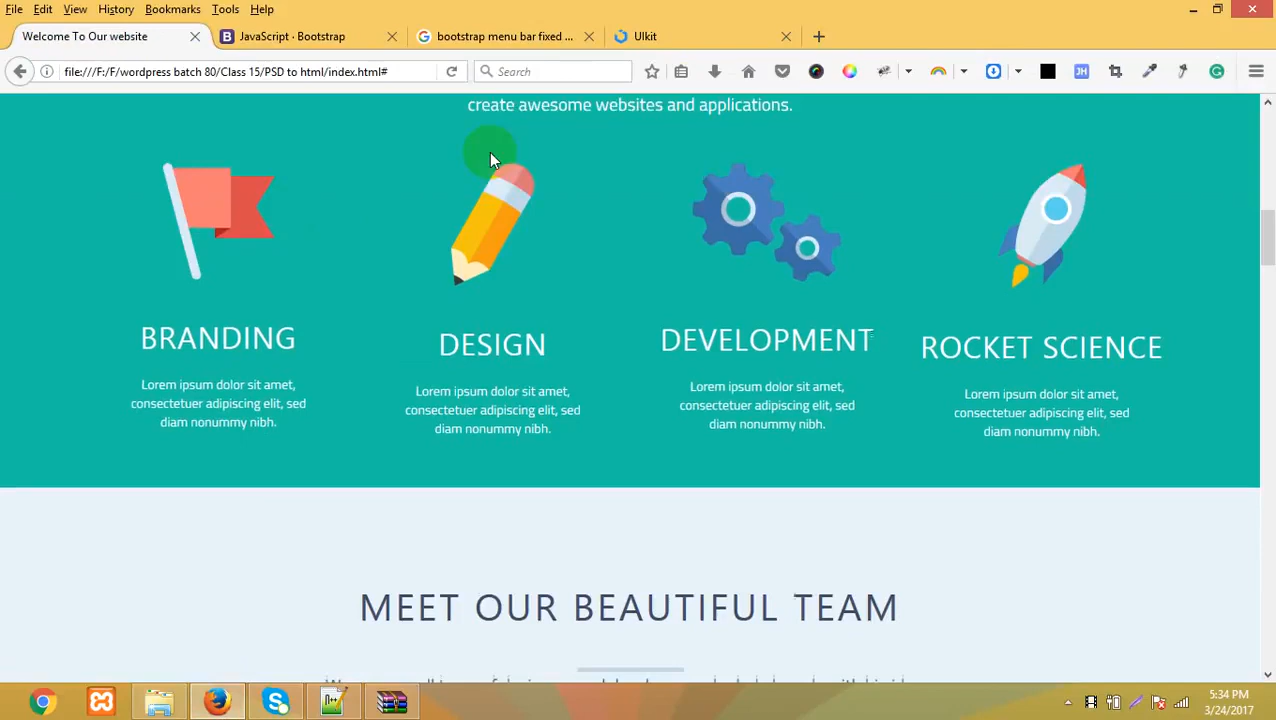 File Edit View History Bookmarks Tools Help
Welcome To Our website
B JavaScript · Bootstrap
G bootstrap menu bar fixed ...
UIkit
file:///F:/F/wordpress batch 80/Class 15/PSD to html/index.html#
Search
JH
create awesome websites and applications.
BRANDING
Lorem ipsum dolor sit amet,
consectetuer adipiscing elit, sed
diam nonummy nibh.
DESIGN
Lorem ipsum dolor sit amet,
consectetuer adipiscing elit, sed
diam nonummy nibh.
DEVELOPMENT
Lorem ipsum dolor sit amet,
consectetuer adipiscing elit, sed
diam nonummy nibh.
ROCKET SCIENCE
Lorem ipsum dolor sit amet,
consectetuer adipiscing elit, sed
diam nonummy nibh.
MEET OUR BEAUTIFUL TEAM
5:34 PM
3/24/2017